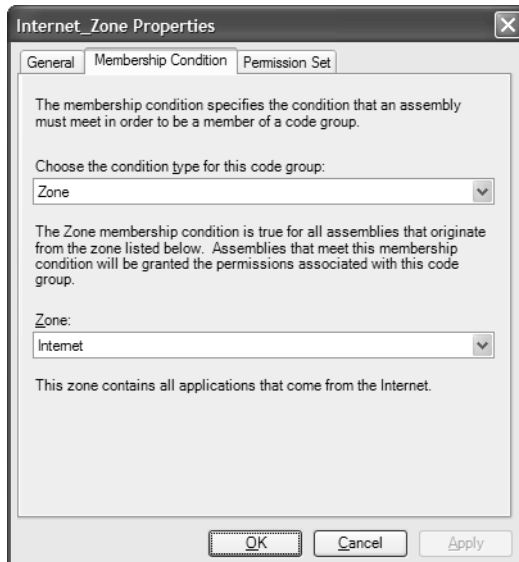 Internet_Zone Properties
General Membership Condition Permission Set
The membership condition specifies the condition that an assembly
must meet in order to be a member of a code group.
Choose the condition type for this code group:
Zone
The Zone membership condition is true for all assemblies that originate
from the zone listed below. Assemblies that meet this membership
condition will be granted the permissions associated with this code
group.
Zone:
Internet
This zone contains all applications that come from the Internet.
OK Cancel Apply